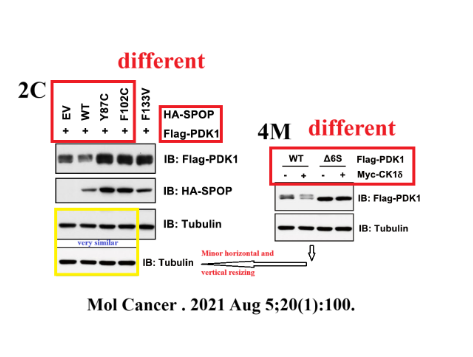 different
2C
EV WT Y87C F102C F133V
HA-SPOP
+ + + + + Flag-PDK1
IB: Flag-PDK1
IB: HA-SPOP
IB: Tubulin
very similar
IB: Tubulin
4M different
WT Δ6S Flag-PDK1
- + - + Myc-CK1δ
IB: Flag-PDK1
IB: Tubulin
Minor horizontal and
vertical resizing
Mol Cancer . 2021 Aug 5;20(1):100.